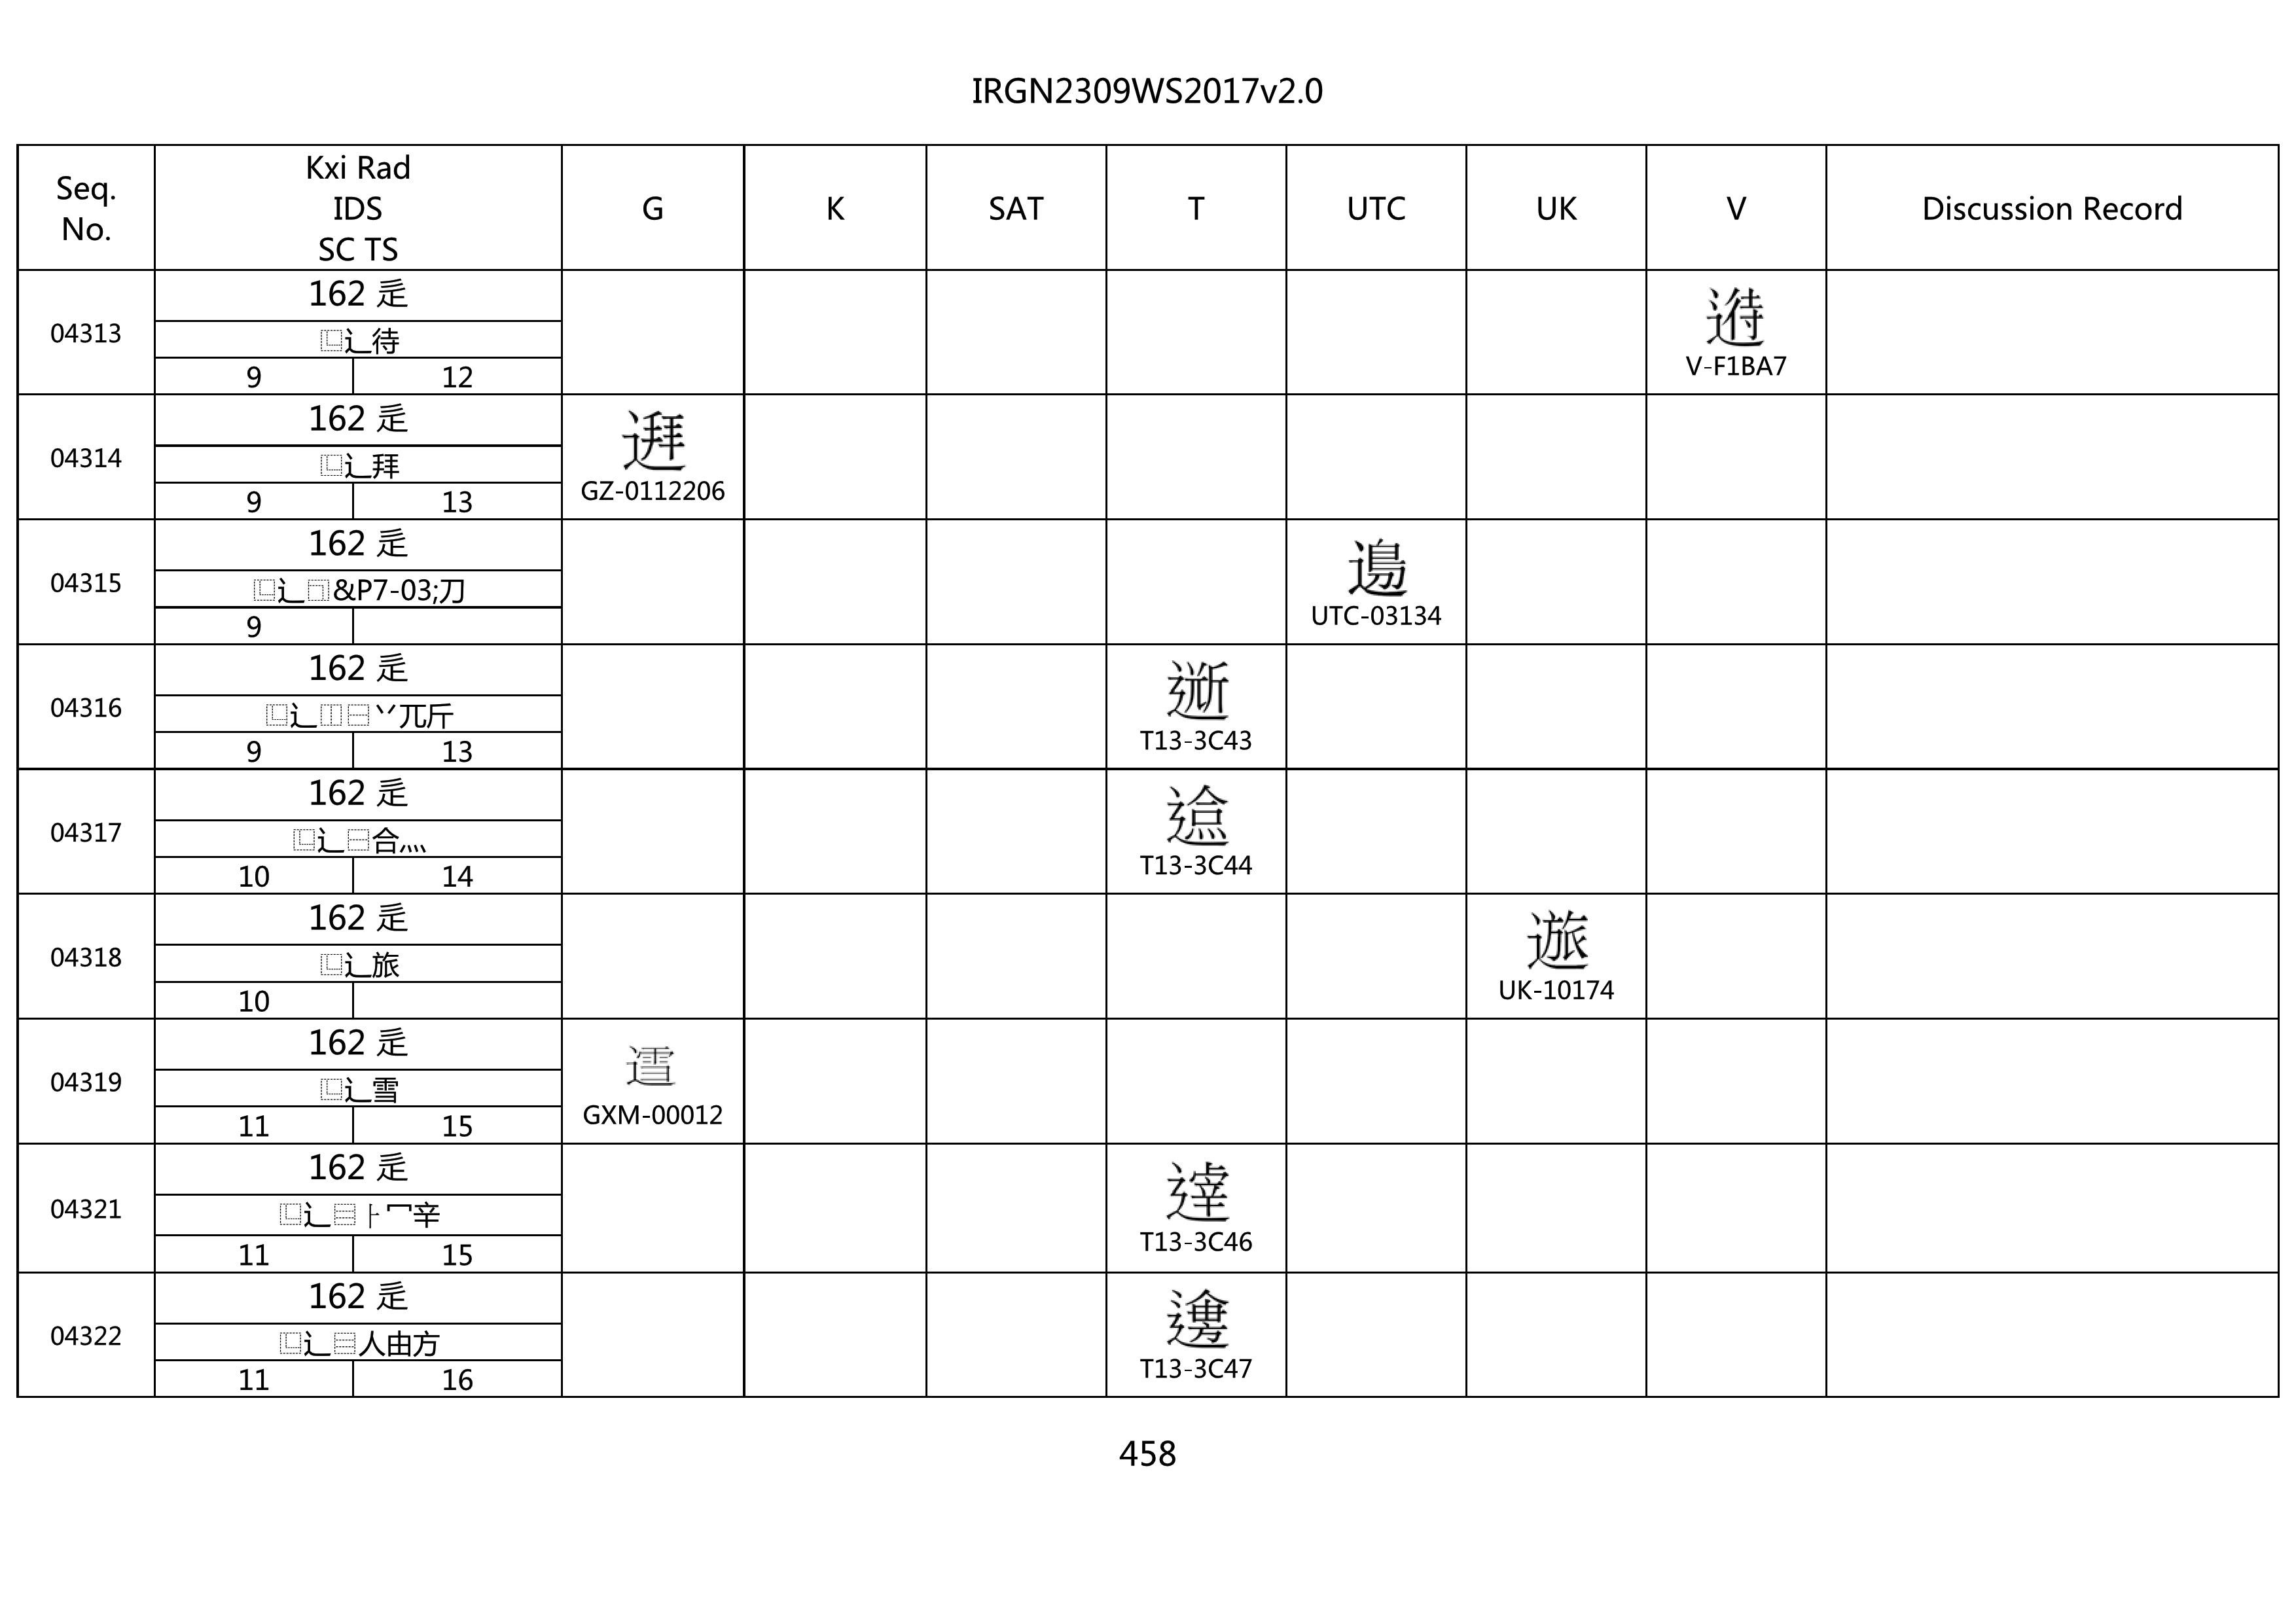 IRGN2309WS2017v2.0
Seq. No.
Kxi Rad
IDS
SC TS
G K SAT T UTC UK V Discussion Record
04313
162 辵
⿺辶待
9 12
V-F1BA7
04314
162 辵
⿺辶拜
9 13
GZ-0112206
04315
162 辵
⿺辶⿹&P7-03;刀
9
UTC-03134
04316
162 辵
⿺辶⿰⿱丷兀斤
9 13
T13-3C43
04317
162 辵
⿺辶⿱合灬
10 14
T13-3C44
04318
162 辵
⿺辶旅
10
UK-10174
04319
162 辵
⿺辶雪
11 15
GXM-00012
04321
162 辵
⿺辶⿳⺊冖辛
11 15
T13-3C46
04322
162 辵
⿺辶⿳人由方
11 16
T13-3C47
458